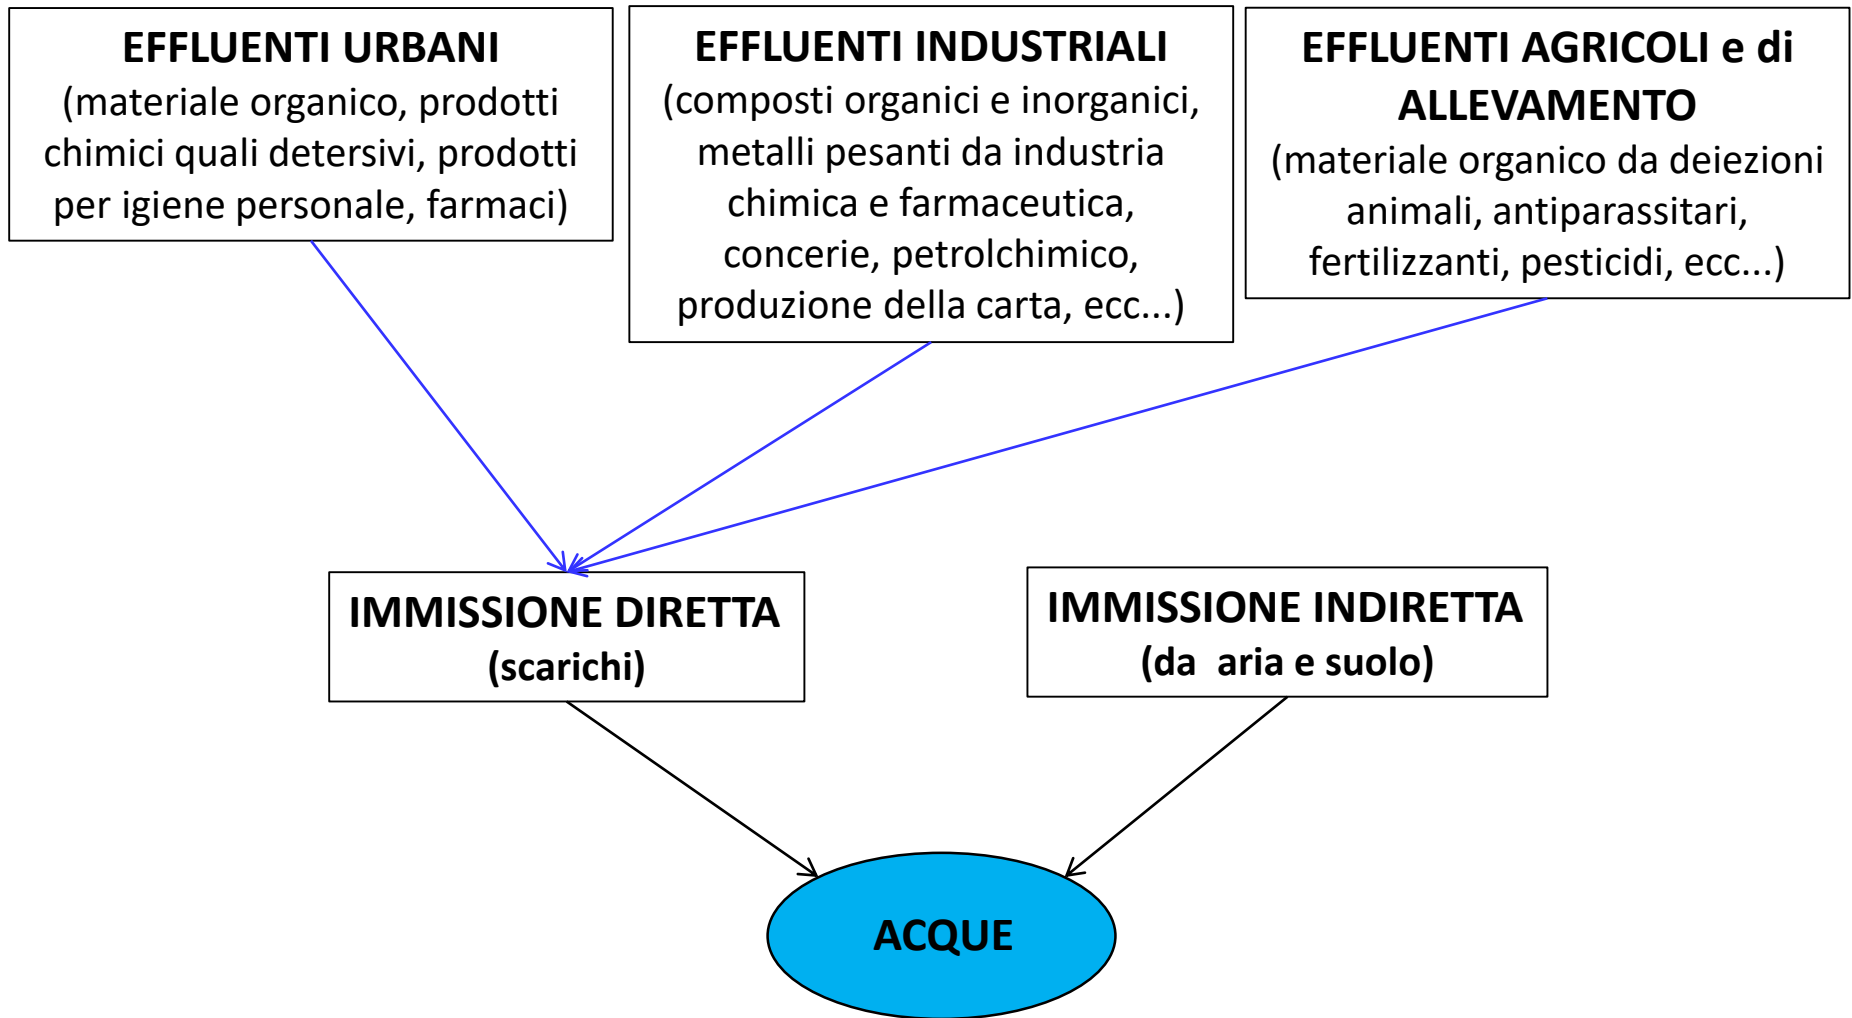 EFFLUENTI URBANI
(materiale organico, prodotti
chimici quali detersivi, prodotti
per igiene personale, farmaci)
EFFLUENTI INDUSTRIALI
(composti organici e inorganici,
metalli pesanti da industria
chimica e farmaceutica,
concerie, petrolchimico,
produzione della carta, ecc...)
EFFLUENTI AGRICOLI e di
ALLEVAMENTO
(materiale organico da deiezioni
animali, antiparassitari,
fertilizzanti, pesticidi, ecc...)
IMMISSIONE DIRETTA
(scarichi)
IMMISSIONE INDIRETTA
(da aria e suolo)
ACQUE